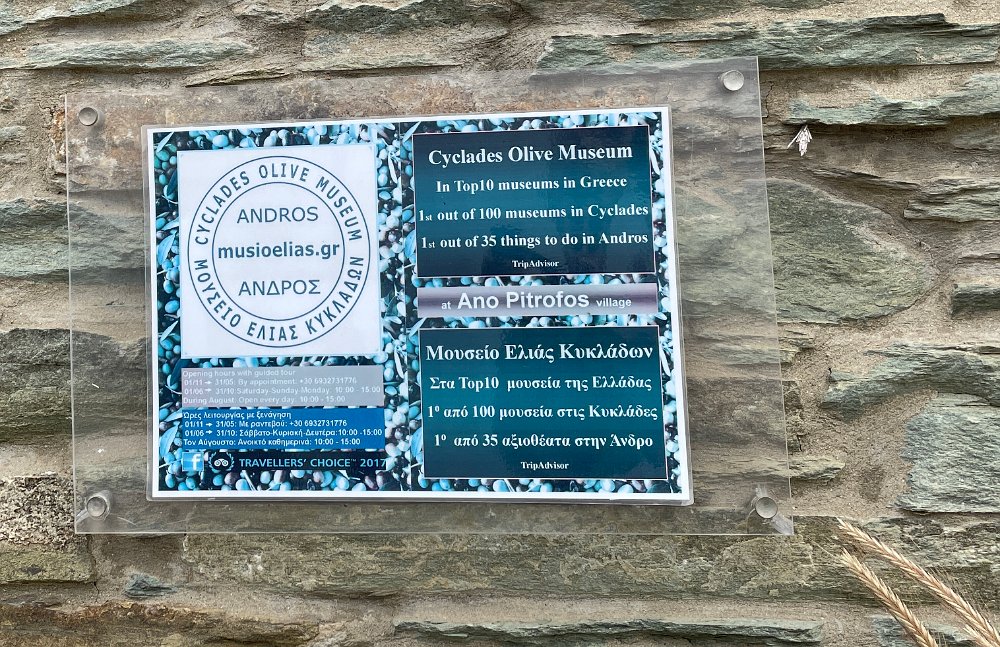 CYCLADES OLIVE MUSEUM
ANDROS
musioelias.gr
ΑΝΔΡΟΣ
ΜΟΥΣΕΙΟ ΕΛΙΑΣ ΚΥΚΛΑΔΩΝ
Opening hours with guided tour
01/11 ➔ 31/05: By appointment: +30 6932731776
01/06 ➔ 31/10 Saturday-Sunday-Monday: 10:00 - 15:00
During August: Open every day: 10:00 - 15:00
Ώρες λειτουργίας με ξενάγηση
01/11 ➔ 31/05: Με ραντεβού: +30 6932731776
01/06 ➔ 31/10: Σάββατο-Κυριακή-Δευτέρα: 10:00 -15:00
Τον Αύγουστο: Ανοικτό καθημερινά: 10:00 - 15:00
f TRAVELLERS' CHOICE™ 2017
Cyclades Olive Museum
In Top10 museums in Greece
1st out of 100 museums in Cyclades
1st out of 35 things to do in Andros
TripAdvisor
at Ano Pitrofos village
Μουσείο Ελιάς Κυκλάδων
Στα Top10 μουσεία της Ελλάδας
1⁰ από 100 μουσεία στις Κυκλάδες
1⁰ από 35 αξιοθέατα στην Άνδρο
TripAdvisor